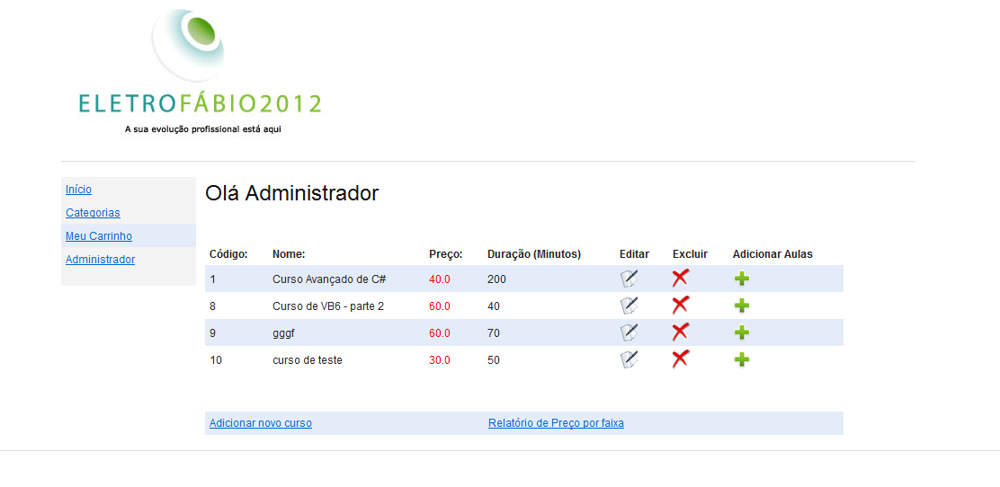 ELETROFÁBIO2012
A sua evolução profissional está aqui
Início
Categorias
Meu Carrinho
Administrador
Olá Administrador
Código: Nome: Preço: Duração (Minutos) Editar Excluir Adicionar Aulas
1 Curso Avançado de C# 40.0 200
8 Curso de VB6 - parte 2 60.0 40
9 gggf 60.0 70
10 curso de teste 30.0 50
Adicionar novo curso Relatório de Preço por faixa